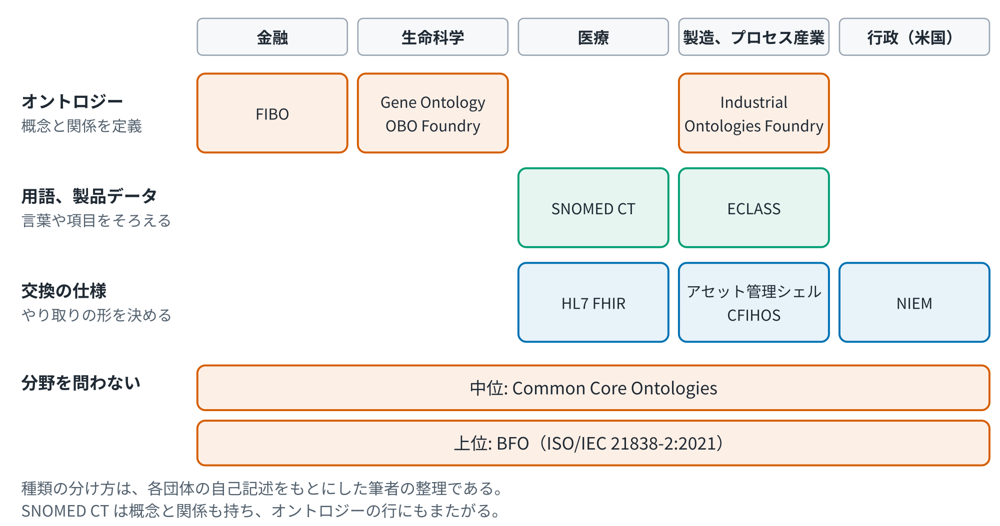 金融
生命科学
医療
製造、プロセス産業
行政（米国）
オントロジー
概念と関係を定義
FIBO
Gene Ontology
OBO Foundry
Industrial
Ontologies Foundry
用語、製品データ
言葉や項目をそろえる
SNOMED CT
ECLASS
交換の仕様
やり取りの形を決める
HL7 FHIR
アセット管理シェル
CFIHOS
NIEM
分野を問わない
中位: Common Core Ontologies
上位: BFO（ISO/IEC 21838-2:2021）
種類の分け方は、各団体の自己記述をもとにした筆者の整理である。
SNOMED CT は概念と関係も持ち、オントロジーの行にもまたがる。